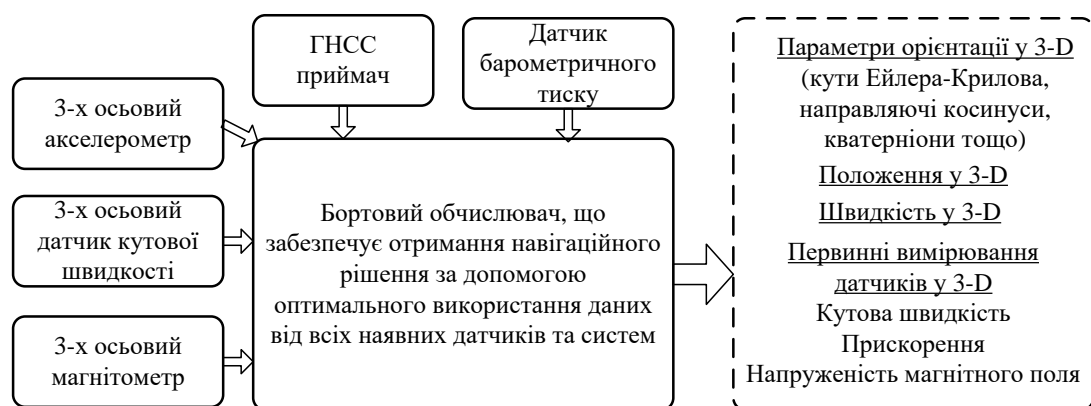 ГНСС
приймач
Датчик
барометричного
тиску
3-х осьовий
акселерометр
3-х осьовий
датчик кутової
швидкості
3-х осьовий
магнітометр
Бортовий обчислювач, що
забезпечує отримання навігаційного
рішення за допомогою
оптимального використання даних
від всіх наявних датчиків та систем
Параметри орієнтації у 3-D
(кути Ейлера-Крилова,
направляючі косинуси,
кватерніони тощо)
Положення у 3-D
Швидкість у 3-D
Первинні вимірювання
датчиків у 3-D
Кутова швидкість
Прискорення
Напруженість магнітного поля